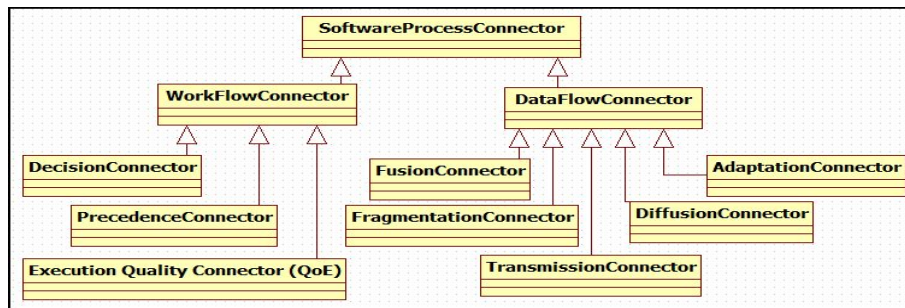 SoftwareProcessConnector
WorkFlowConnector
DataFlowConnector
DecisionConnector
FusionConnector
AdaptationConnector
PrecedenceConnector
FragmentationConnector
DiffusionConnector
Execution Quality Connector (QoE)
TransmissionConnector